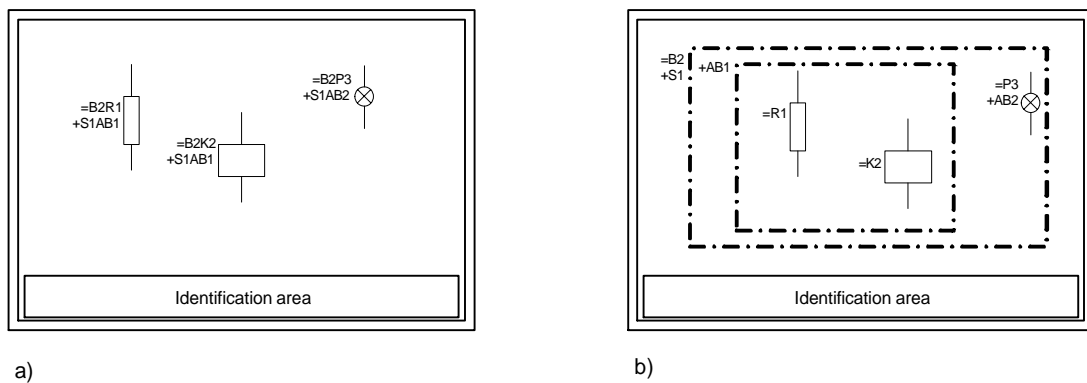 =B2R1
+S1AB1
=B2K2
+S1AB1
=B2P3
+S1AB2
Identification area
a)
=B2
+S1
+AB1
=R1
=K2
=P3
+AB2
Identification area
b)